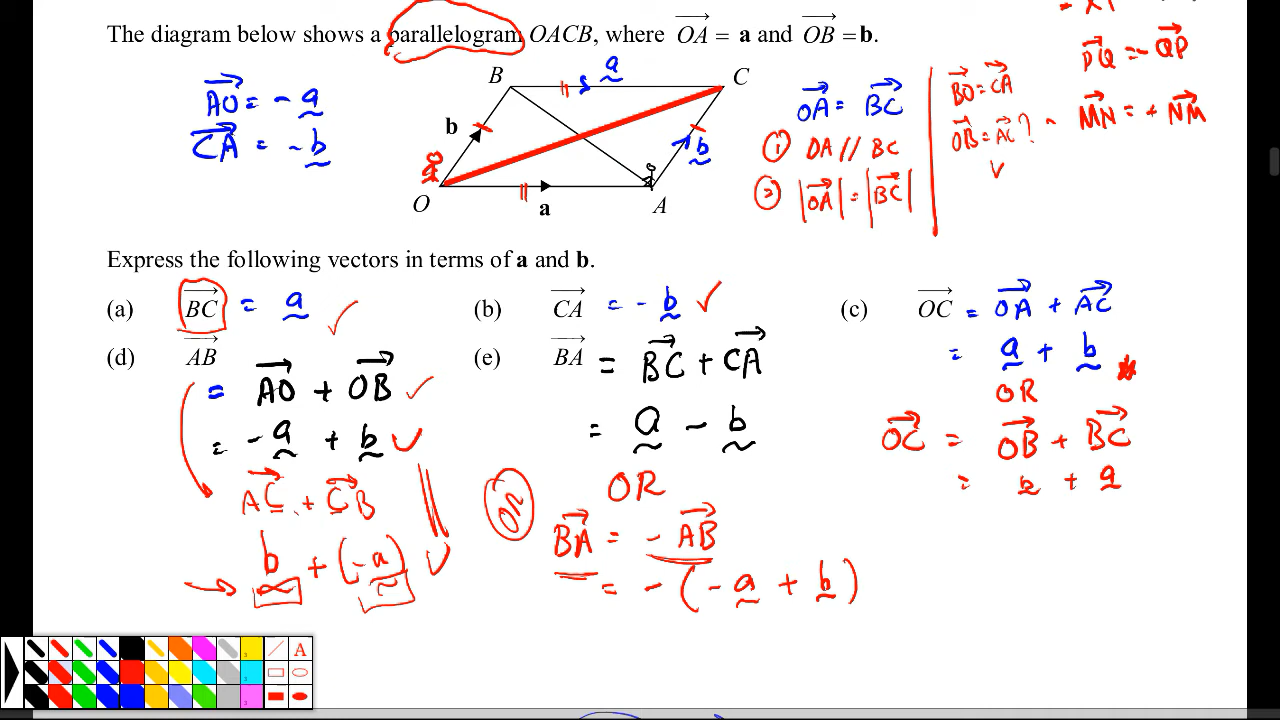 The diagram below shows a parallelogram OACB, where OA = a and OB = b.
PQ = - QP
MN = + NM
AO = - a
CA = - b
B
a
C
b
b
O
a
A
OA = BC
① OA // BC
② |OA| = |BC|
BO = CA
OB = AC ?
Express the following vectors in terms of a and b.
(a) BC = a
(b) CA = - b
(c) OC = OA + AC
= a + b
OR
OC = OB + BC
= b + a
(d) AB
= AO + OB
= - a + b
AC + CB
b + (- a)
(e) BA = BC + CA
= a - b
OR
OR
BA = - AB
= - ( - a + b )
A